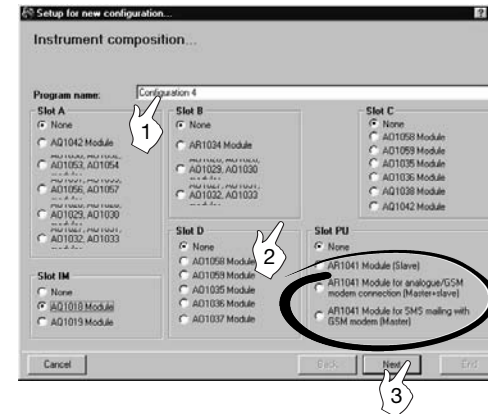 Setup for new configuration...
Instrument composition...
Program name:
Configuration 4
Slot A
None
AQ1042 Module
AO1053, AO1054
AO1056, AO1057
AO1029, AO1030
AO1032, AO1033
Slot B
None
AR1034 Module
AO1029, AO1030
AO1032, AO1033
Slot C
None
AO1058 Module
AO1059 Module
AO1035 Module
AO1036 Module
AQ1038 Module
AQ1042 Module
Slot IM
None
AQ1018 Module
AQ1019 Module
Slot D
None
AO1058 Module
AO1059 Module
AO1035 Module
AO1036 Module
AO1037 Module
Slot PU
None
AR1041 Module (Slave)
AR1041 Module for analogue/GSM
modem connection (Master+slave)
AR1041 Module for SMS mailing with
GSM modem (Master)
Cancel
Back
Next
End
1
2
3